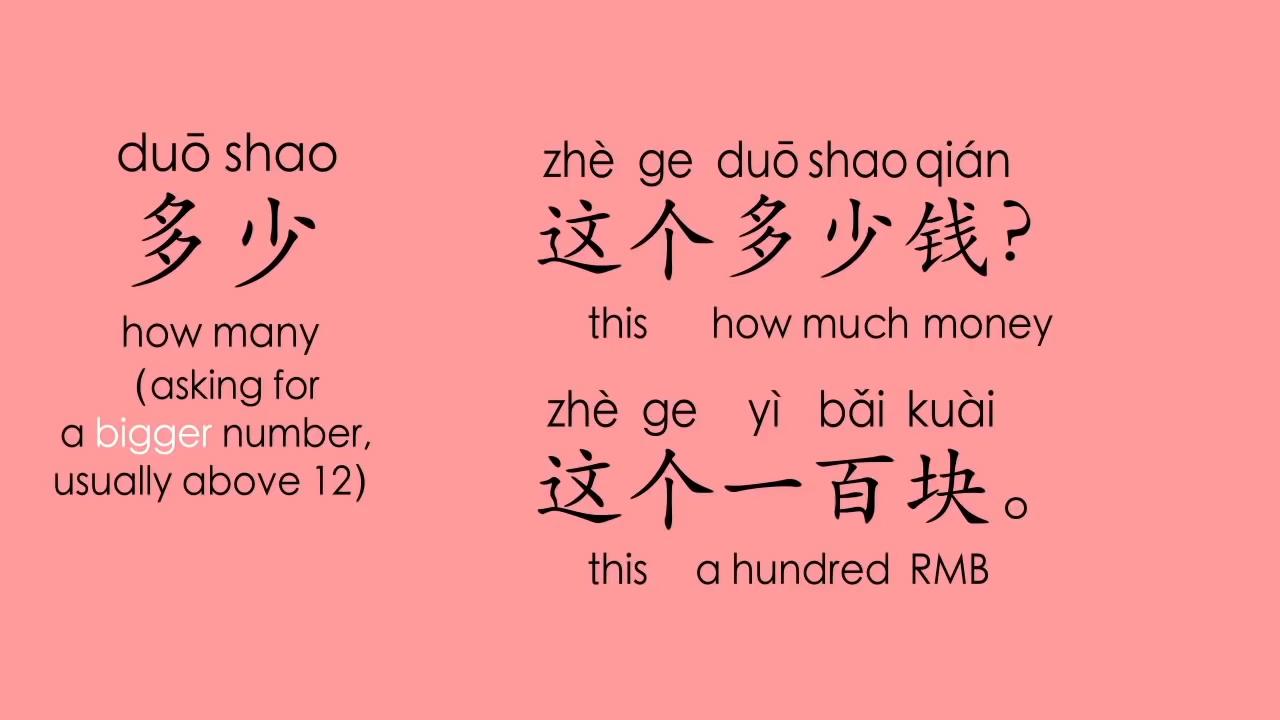 duō shao
多少
how many
(asking for
a bigger number,
usually above 12)
zhè ge duō shao qián
这个多少钱?
this how much money
zhè ge yì bǎi kuài
这个一百块。
this a hundred RMB